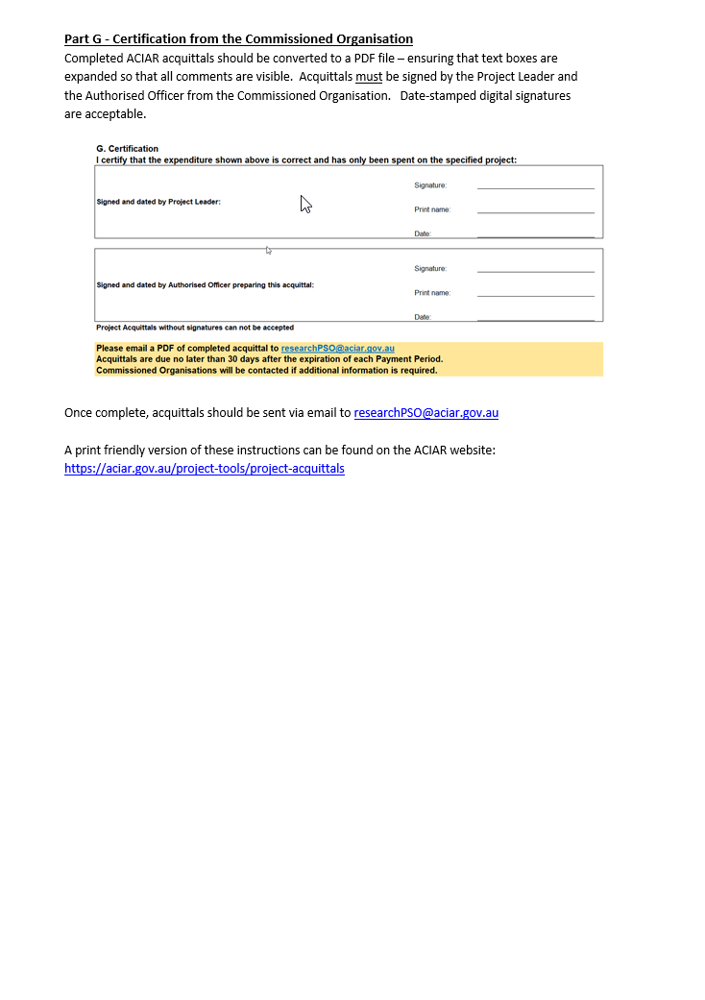 Part G - Certification from the Commissioned Organisation
Completed ACIAR acquittals should be converted to a PDF file – ensuring that text boxes are
expanded so that all comments are visible.  Acquittals must be signed by the Project Leader and
the Authorised Officer from the Commissioned Organisation.   Date-stamped digital signatures
are acceptable.
G. Certification
I certify that the expenditure shown above is correct and has only been spent on the specified project:
Signature:
Signed and dated by Project Leader:
Print name:
Date:
Signature:
Signed and dated by Authorised Officer preparing this acquittal:
Print name:
Date:
Project Acquittals without signatures can not be accepted
Please email a PDF of completed acquittal to researchPSO@aciar.gov.au
Acquittals are due no later than 30 days after the expiration of each Payment Period.
Commissioned Organisations will be contacted if additional information is required.
Once complete, acquittals should be sent via email to researchPSO@aciar.gov.au
A print friendly version of these instructions can be found on the ACIAR website:
https://aciar.gov.au/project-tools/project-acquittals